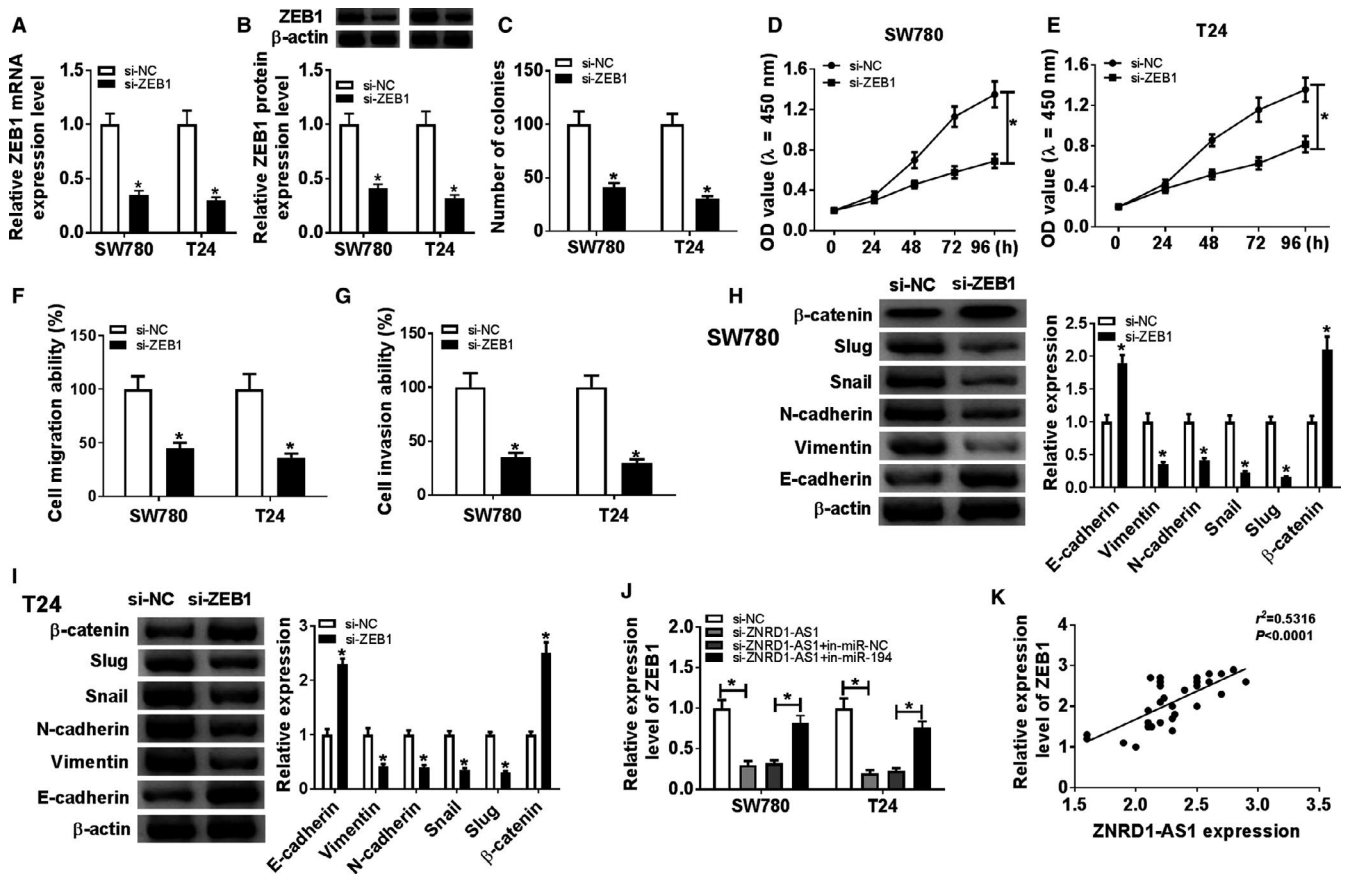 A
Relative ZEB1 mRNA
expression level
1.5
1.0
0.5
0.0
si-NC
si-ZEB1
*
*
SW780
T24
B
ZEB1
β-actin
Relative ZEB1 protein
expression level
1.5
1.0
0.5
0.0
si-NC
si-ZEB1
*
*
SW780
T24
C
Number of colonies
150
100
50
0
si-NC
si-ZEB1
*
*
SW780
T24
D
SW780
OD value (λ = 450 nm)
1.6
1.2
0.8
0.4
0.0
si-NC
si-ZEB1
*
0 24 48 72 96 (h)
E
T24
OD value (λ = 450 nm)
1.6
1.2
0.8
0.4
0.0
si-NC
si-ZEB1
*
0 24 48 72 96 (h)
F
Cell migration ability (%)
150
100
50
0
si-NC
si-ZEB1
*
*
SW780
T24
G
Cell invasion ability (%)
150
100
50
0
si-NC
si-ZEB1
*
*
SW780
T24
H
SW780
si-NC si-ZEB1
β-catenin
Slug
Snail
N-cadherin
Vimentin
E-cadherin
β-actin
Relative expression
2.5
2.0
1.5
1.0
0.5
0.0
si-NC
si-ZEB1
*
*
*
*
*
*
E-cadherin
Vimentin
N-cadherin
Snail
Slug
β-catenin
I
T24
si-NC si-ZEB1
β-catenin
Slug
Snail
N-cadherin
Vimentin
E-cadherin
β-actin
Relative expression
3
2
1
0
si-NC
si-ZEB1
*
*
*
*
*
*
E-cadherin
Vimentin
N-cadherin
Snail
Slug
β-catenin
J
Relative expression
level of ZEB1
2.0
1.5
1.0
0.5
0.0
si-NC
si-ZNRD1-AS1
si-ZNRD1-AS1+in-miR-NC
si-ZNRD1-AS1+in-miR-194
*
*
*
*
SW780
T24
K
r²=0.5316
P<0.0001
Relative expression
level of ZEB1
4
3
2
1
0
1.5 2.0 2.5 3.0 3.5
ZNRD1-AS1 expression